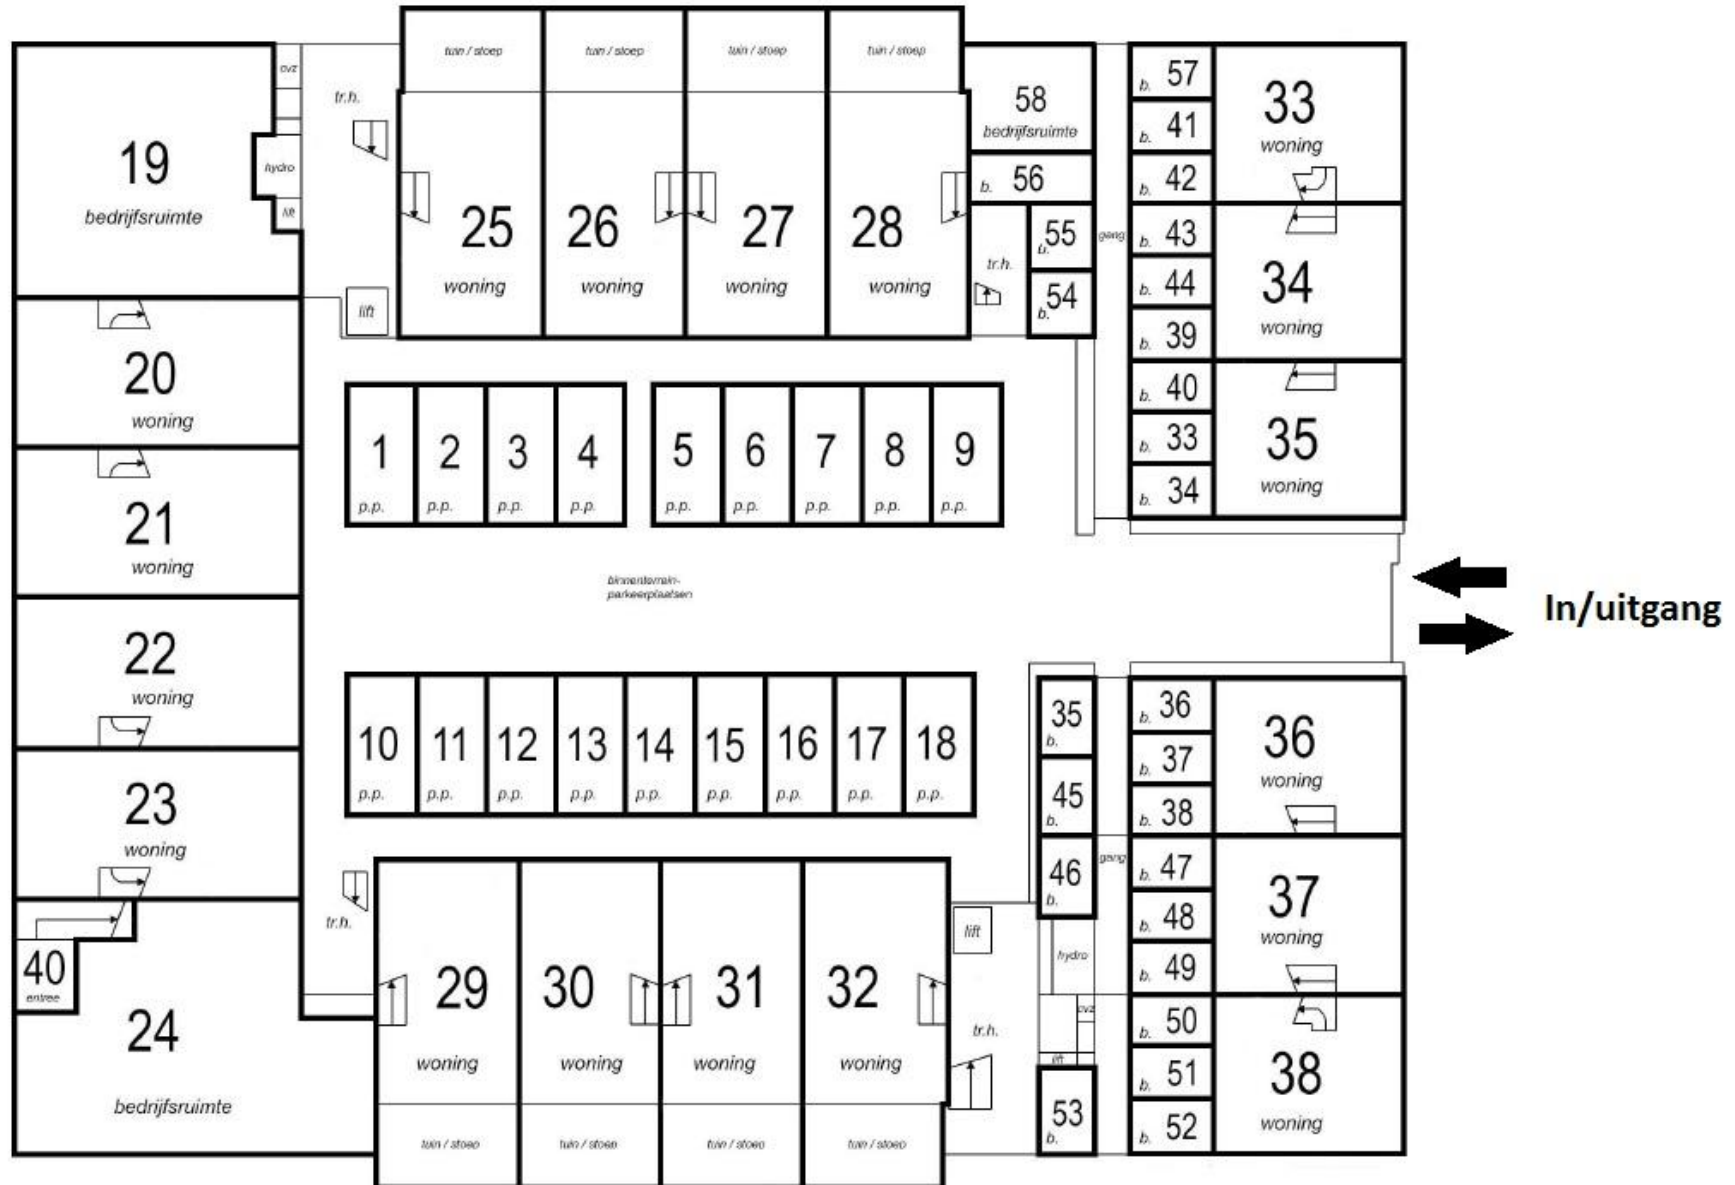 19
bedrijfsruimte
ovz
hydro
lift
tr.h.
lift
tuin / stoep
25
woning
tuin / stoep
26
woning
tuin / stoep
27
woning
tuin / stoep
28
woning
58
bedrijfsruimte
b. 56
tr.h.
55
54
b.
gang
b. 57
b. 41
b. 42
b. 43
b. 44
b. 39
b. 40
b. 33
b. 34
33
woning
34
woning
35
woning
20
woning
21
woning
22
woning
23
woning
40
entree
24
bedrijfsruimte
1
p.p.
2
p.p.
3
p.p.
4
p.p.
5
p.p.
6
p.p.
7
p.p.
8
p.p.
9
p.p.
binnenterrein-
parkeerplaatsen
In/uitgang
10
p.p.
11
p.p.
12
p.p.
13
p.p.
14
p.p.
15
p.p.
16
p.p.
17
p.p.
18
p.p.
tr.h.
29
woning
tuin / stoep
30
woning
tuin / stoep
31
woning
tuin / stoep
32
woning
tuin / stoep
lift
tr.h.
35
b.
45
b.
46
b.
hydro
ovz
lift
53
b.
gang
b. 36
b. 37
b. 38
b. 47
b. 48
b. 49
b. 50
b. 51
b. 52
36
woning
37
woning
38
woning